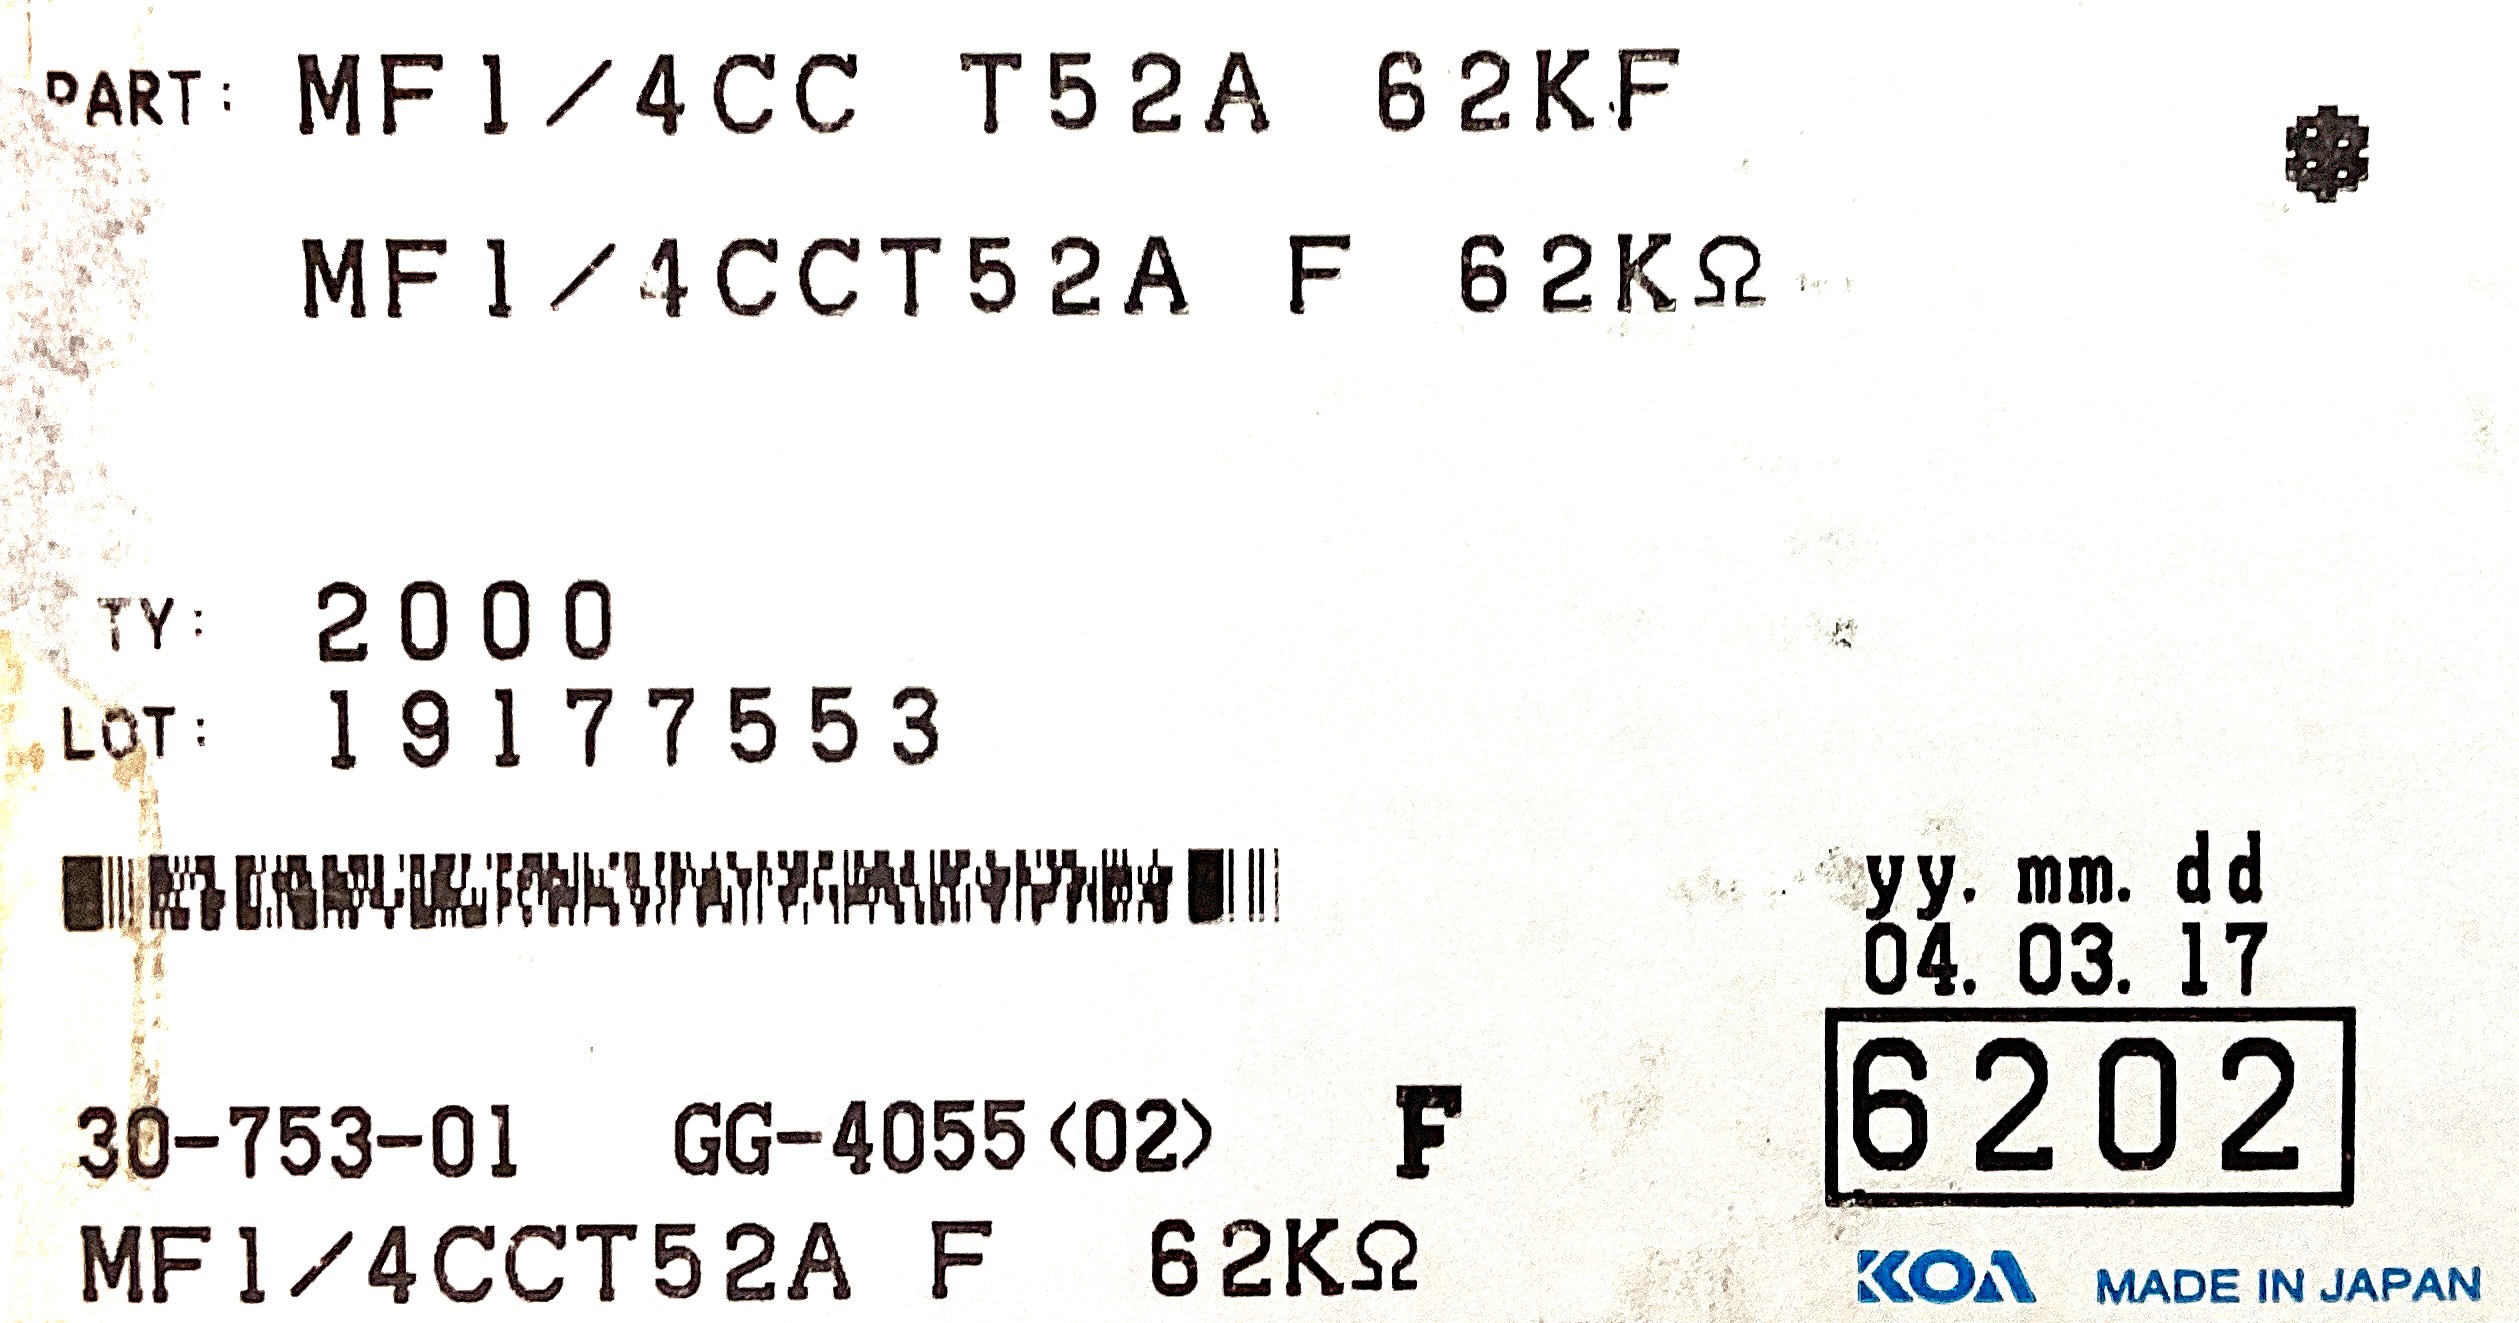 PART: MF1/4CC T52A 62KF
MF1/4CCT52A F 62KΩ
TY: 2000
LOT: 19177553
yy. mm. dd
04. 03. 17
6202
30-753-01 GG-4055<02> F
MF1/4CCT52A F 62KΩ
KOA MADE IN JAPAN